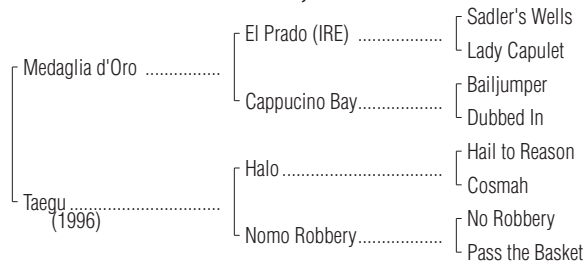 Sadler's Wells
El Prado (IRE) ..................
Lady Capulet
Medaglia d'Oro ................
Bailjumper
Cappucino Bay..................
Dubbed In
Hail to Reason
Halo ..................................
Cosmah
Taegu ................................
(1996)
No Robbery
Nomo Robbery..................
Pass the Basket